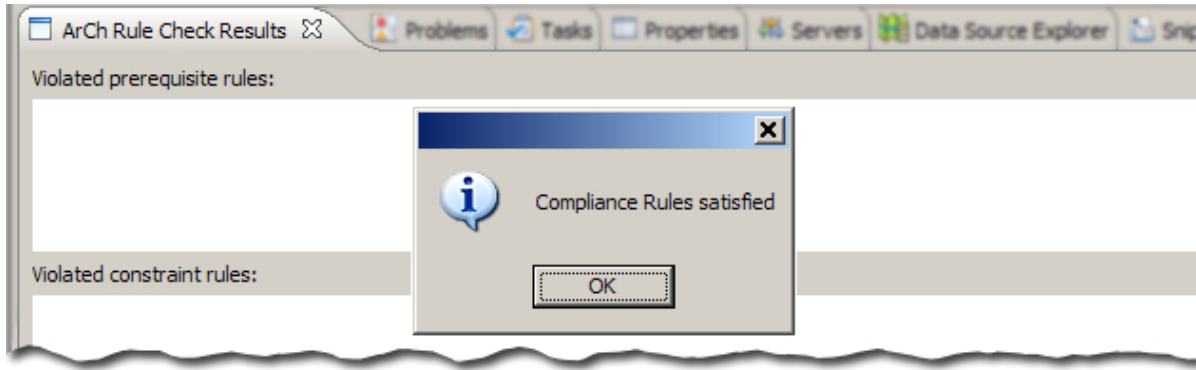 ArCh Rule Check Results Problems Tasks Properties Servers Data Source Explorer Snip
Violated prerequisite rules:
Compliance Rules satisfied
OK
Violated constraint rules: